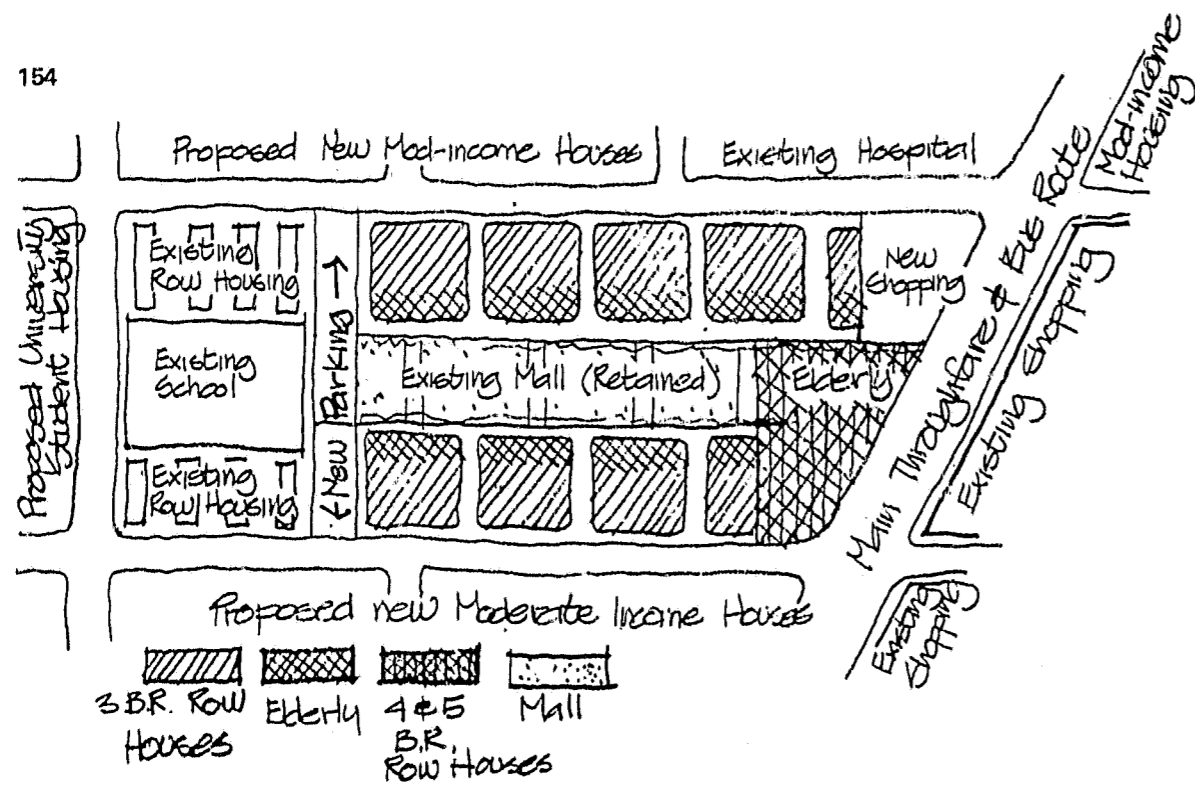 154
Proposed New Mod-income Houses
Existing Hospital
Mod-income
Housing
Proposed University
Student Housing
Existing
Row Housing
New
Shopping
Main Throughfare & Bus Route
Existing
School
New Parking
Existing Mall (Retained)
Elderly
Existing Shopping
Existing
Row Housing
Proposed new Moderate Income Houses
Existing
Shopping
3 B.R. Row
Houses
Elderly
4 & 5
B.R.
Row Houses
Mall